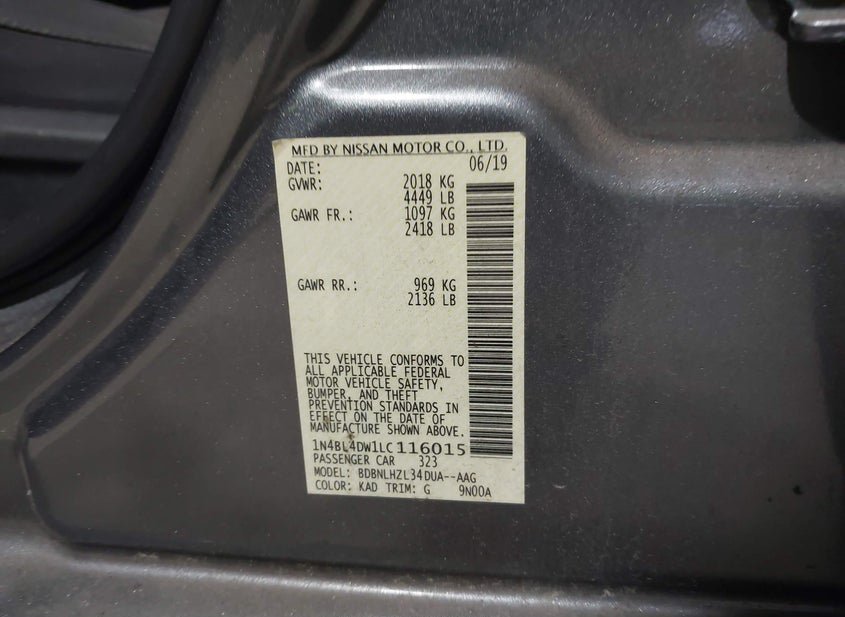 MFD BY NISSAN MOTOR CO., LTD.
DATE: 06/19
GVWR: 2018 KG
4449 LB
GAWR FR.: 1097 KG
2418 LB
GAWR RR.: 969 KG
2136 LB
THIS VEHICLE CONFORMS TO
ALL APPLICABLE FEDERAL
MOTOR VEHICLE SAFETY,
BUMPER, AND THEFT
PREVENTION STANDARDS IN
EFFECT ON THE DATE OF
MANUFACTURE SHOWN ABOVE.
1N4BL4DW1LC116015
PASSENGER CAR 323
MODEL: BDBNLHZL34DUA--AAG
COLOR: KAD TRIM: G 9N00A